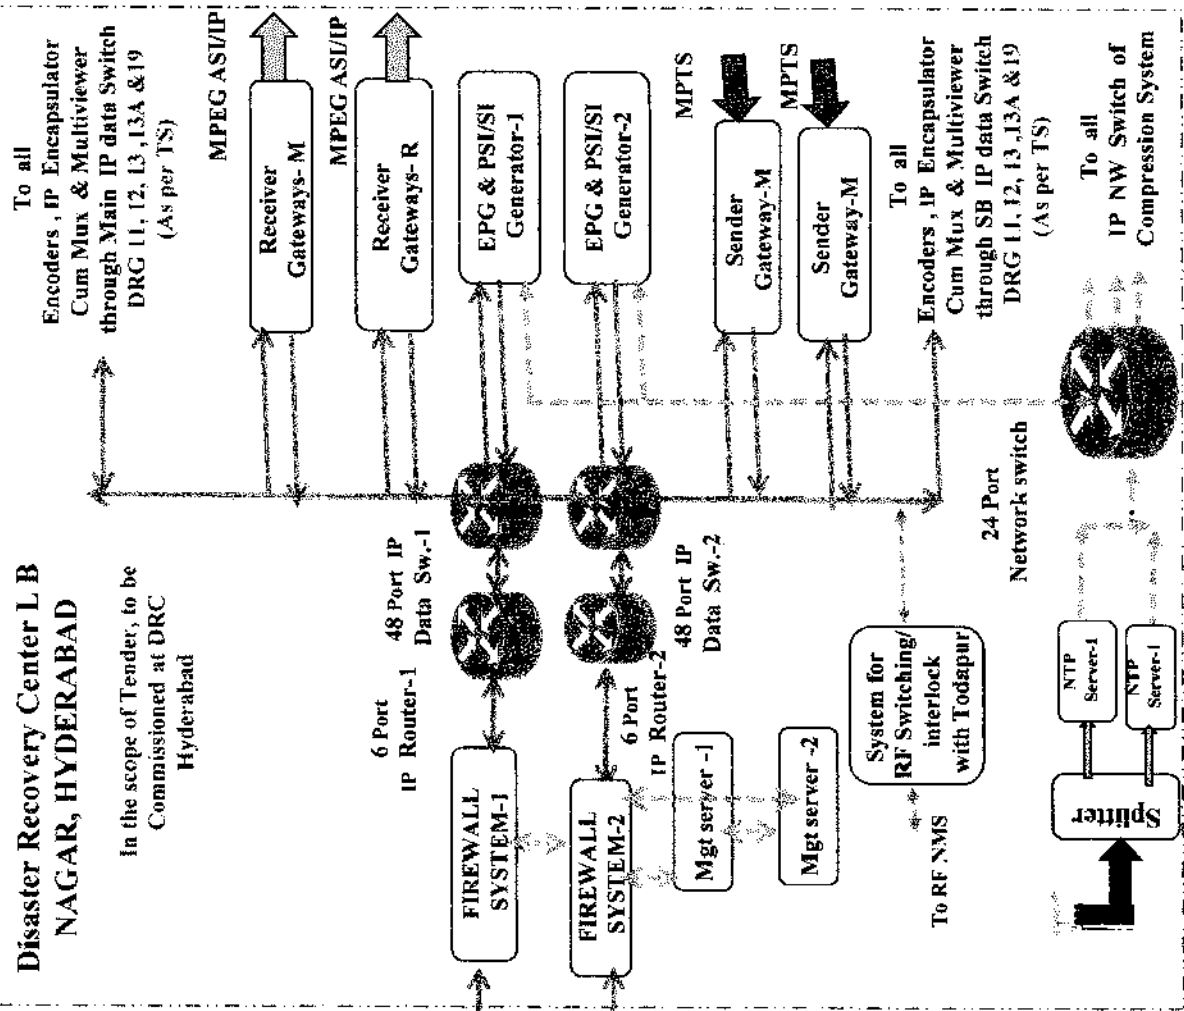 Disaster Recovery Center L B
NAGAR, HYDERABAD
In the scope of Tender, to be
Commissioned at DRC
Hyderabad
To all
Encoders , IP Encapsulator
Cum Mux & Multiviewer
through Main IP data Switch
DRG 11, 12, 13 ,13A &19
(As per TS)
MPEG ASI/IP
Receiver
Gateways- M
MPEG ASI/IP
Receiver
Gateways-R
6 Port
IP Router-1
48 Port IP
Data Sw.-1
FIREWALL
SYSTEM-1
EPG & PSI/SI
Generator-1
FIREWALL
SYSTEM-2
EPG & PSI/SI
Generator-2
6 Port
IP Router-2
48 Port IP
Data Sw.-2
Mgt server -1
MPTS
Sender
Gateway-M
Mgt server -2
MPTS
Sender
Gateway-M
System for
RF Switching/
interlock
with Todapur
To RF NMS
To all
Encoders , IP Encapsulator
Cum Mux & Multiviewer
through SB IP data Switch
DRG 11, 12, 13 ,13A &19
(As per TS)
24 Port
Network switch
To all
IP NW Switch of
Compression System
NTP
Server-1
NTP
Server-1
Splitter